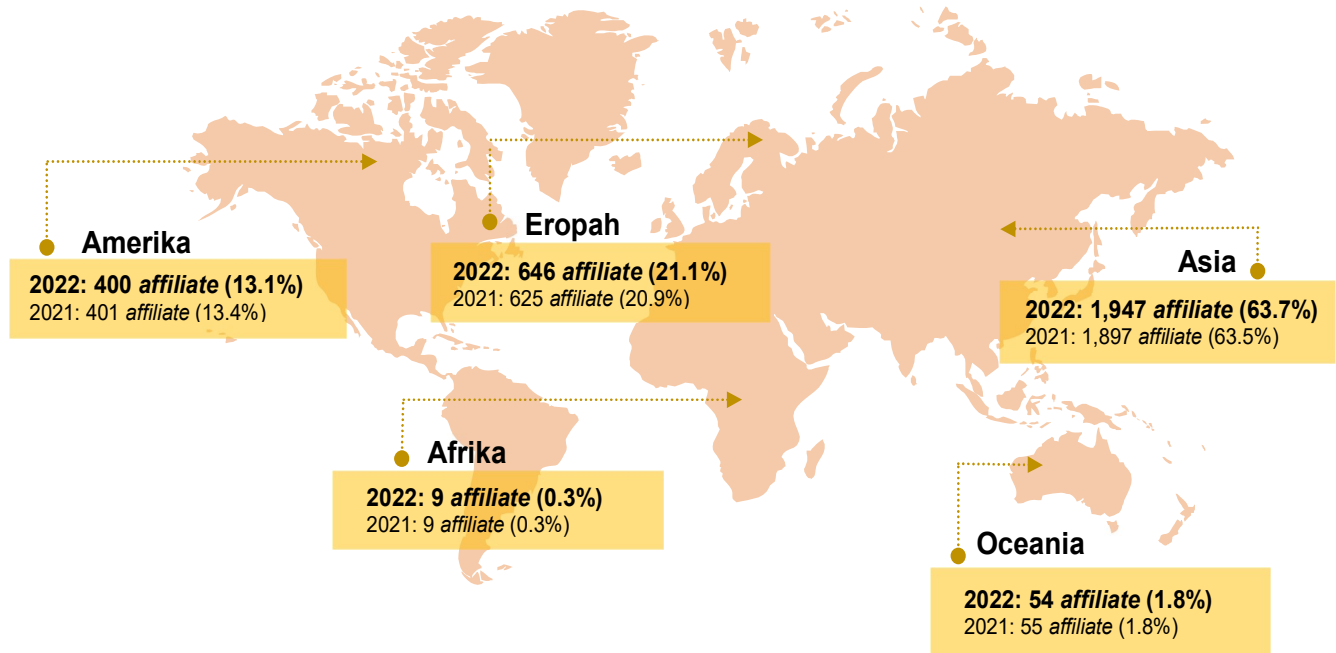 Amerika
2022: 400 affiliate (13.1%)
2021: 401 affiliate (13.4%)
Eropah
2022: 646 affiliate (21.1%)
2021: 625 affiliate (20.9%)
Asia
2022: 1,947 affiliate (63.7%)
2021: 1,897 affiliate (63.5%)
Afrika
2022: 9 affiliate (0.3%)
2021: 9 affiliate (0.3%)
Oceania
2022: 54 affiliate (1.8%)
2021: 55 affiliate (1.8%)